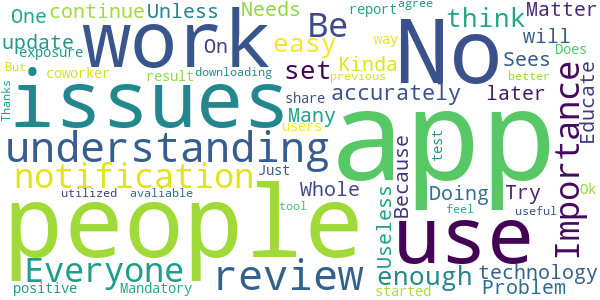 agree
report
One continue Unless Needs Matter
work No
Be think
update On will
exposure Sees Does
But easy Kinda way
coworker result downloading set previous better
Thanks issues app
share accurately later
users Many
understanding Because
test Importance Educate
notification Just Whole
Doing Try Ok
utilized avaliable
people tool use
Useless feel useful
Everyone review enough technology
Problem
positive Mandatory started